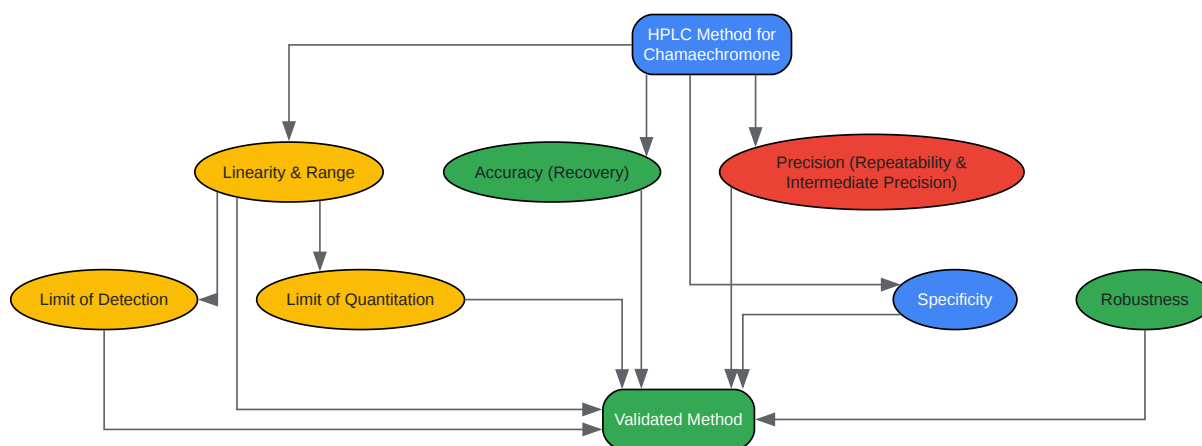 HPLC Method for
Chamaechromone
Linearity & Range
Accuracy (Recovery)
Precision (Repeatability &
Intermediate Precision)
Limit of Detection
Limit of Quantitation
Specificity
Robustness
Validated Method